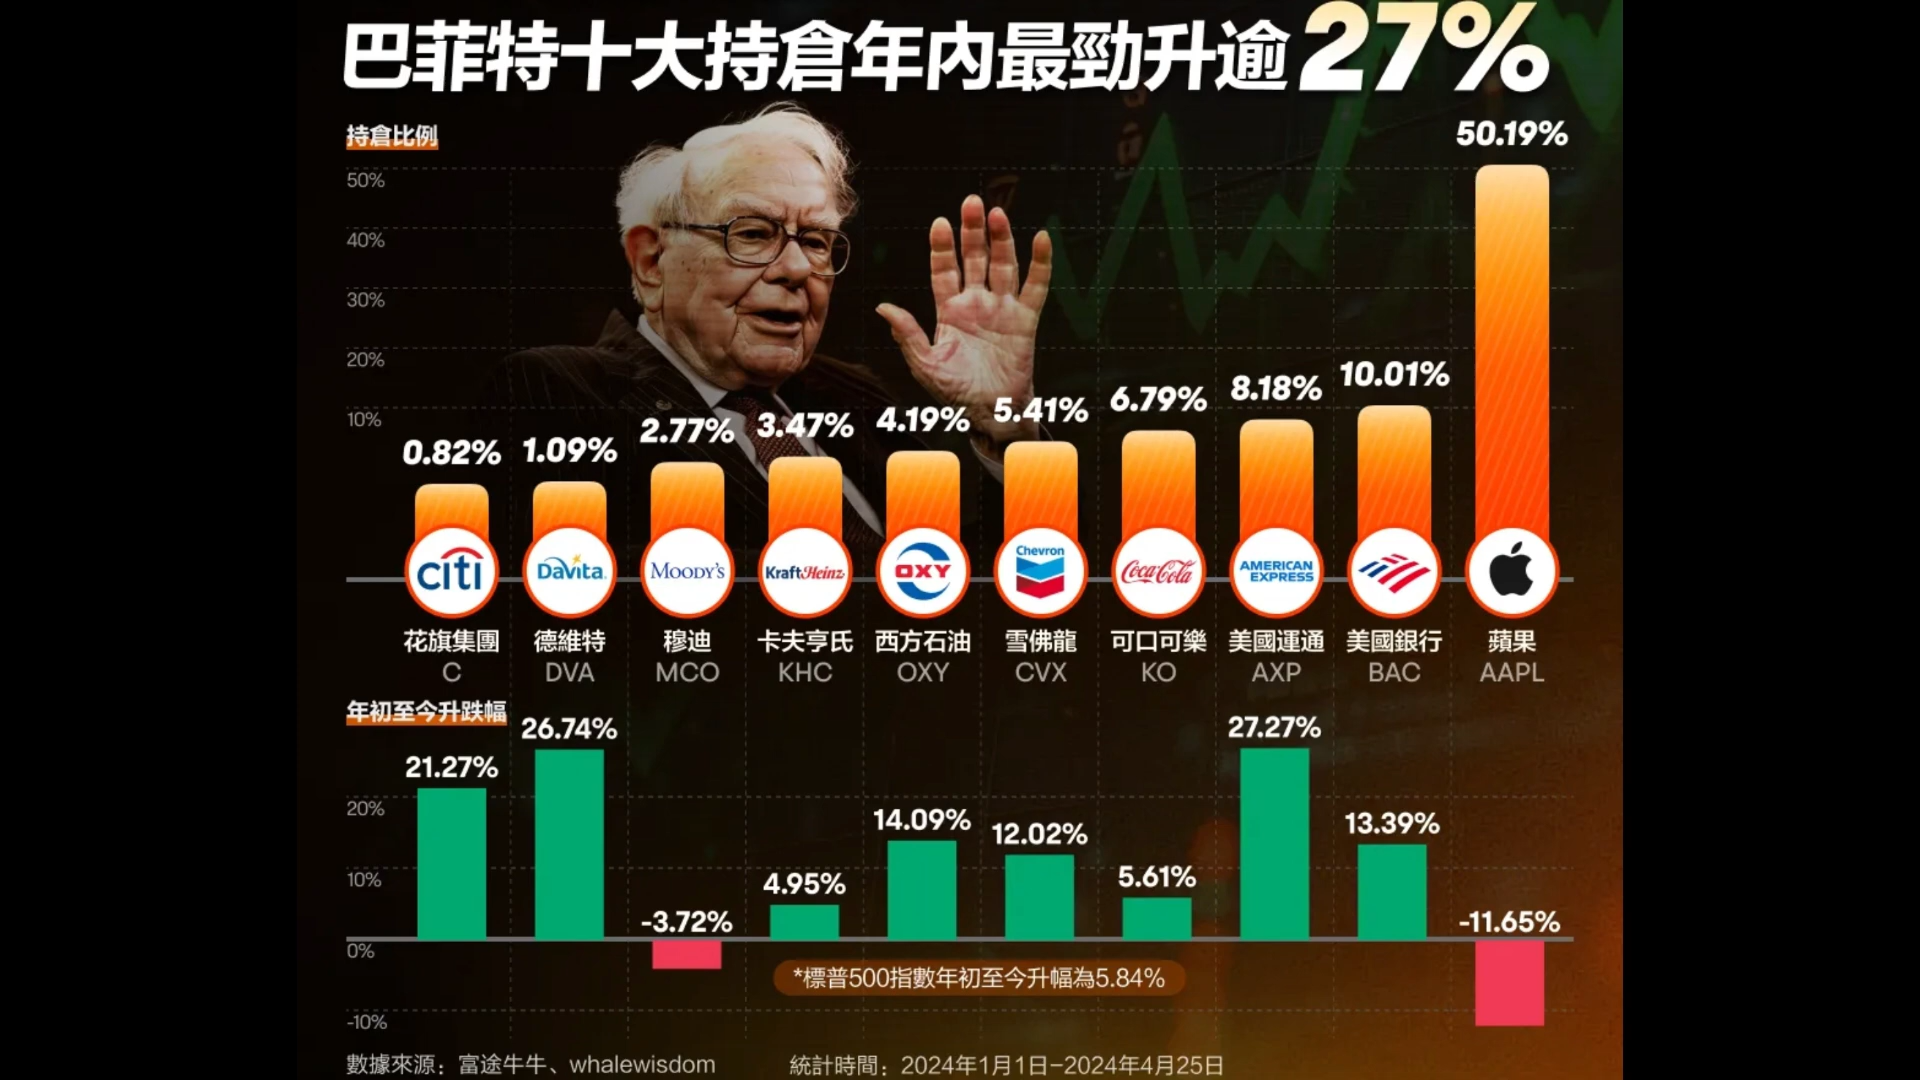 巴菲特十大持倉年內最勁升逾27%
持倉比例
50%
40%
30%
20%
10%
0.82%
1.09%
2.77%
3.47%
4.19%
5.41%
6.79%
8.18%
10.01%
50.19%
citi
DaVita
MOODY'S
KraftHeinz
OXY
Chevron
Coca-Cola
AMERICAN
EXPRESS
花旗集團
德維特
穆迪
卡夫亨氏
西方石油
雪佛龍
可口可樂
美國運通
美國銀行
蘋果
C
DVA
MCO
KHC
OXY
CVX
KO
AXP
BAC
AAPL
年初至今升跌幅
20%
10%
0%
-10%
21.27%
26.74%
-3.72%
4.95%
14.09%
12.02%
5.61%
27.27%
13.39%
-11.65%
*標普500指數年初至今升幅為5.84%
數據來源：富途牛牛、whalewisdom
統計時間：2024年1月1日-2024年4月25日